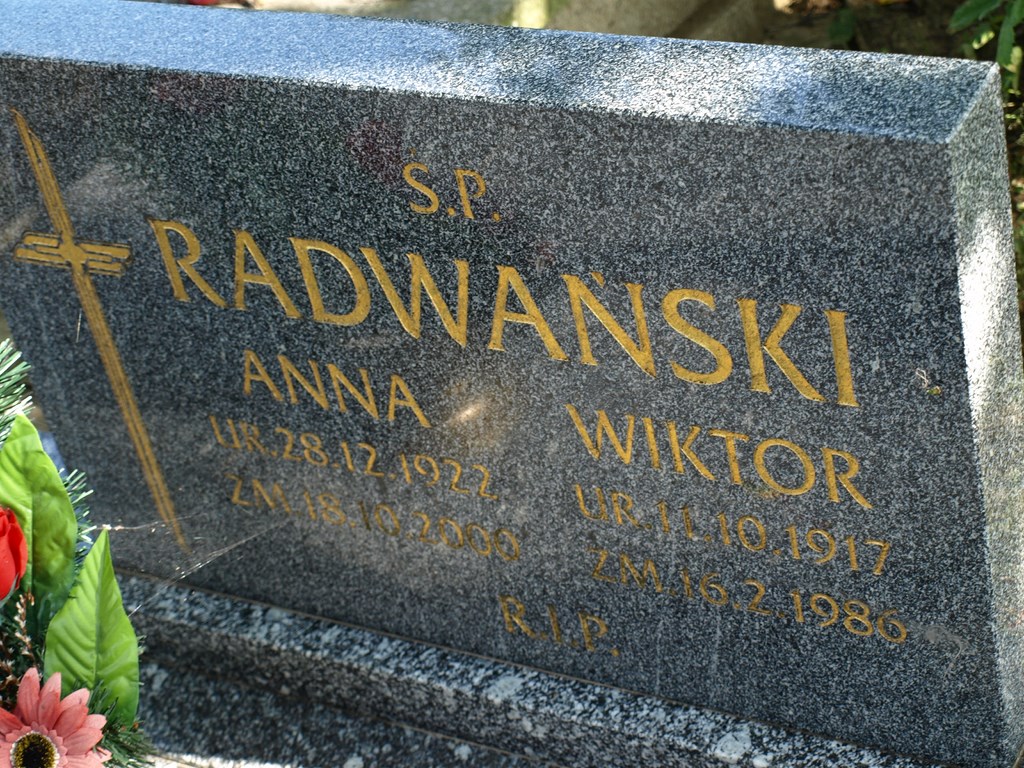 Ś.P.
RADWAŃSKI
ANNA
UR.28.12.1922
ZM.18.10.2000
WIKTOR
UR.11.10.1917
ZM.16.2.1986
R.I.P.